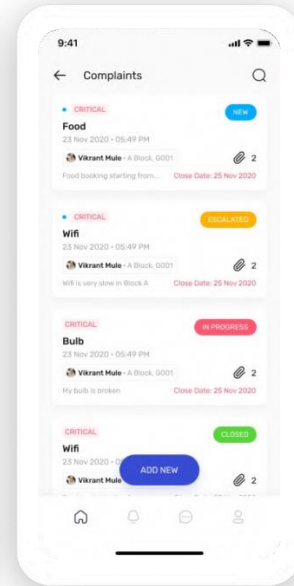 9:41
Complaints
CRITICAL
NEW
Food
23 Nov 2020 - 05:49 PM
Vikrant Mule - A Block, G001
2
Food booking starting from...
Close Date: 25 Nov 2020
CRITICAL
ESCALATED
Wifi
23 Nov 2020 - 05:49 PM
Vikrant Mule - A Block, G001
2
Wifi is very slow in Block A
Close Date: 25 Nov 2020
CRITICAL
IN PROGRESS
Bulb
23 Nov 2020 - 05:49 PM
Vikrant Mule - A Block, G001
2
My bulb is broken
Close Date: 25 Nov 2020
CRITICAL
CLOSED
Wifi
23 Nov 2020 -
ADD NEW
Vikrant Mule
2